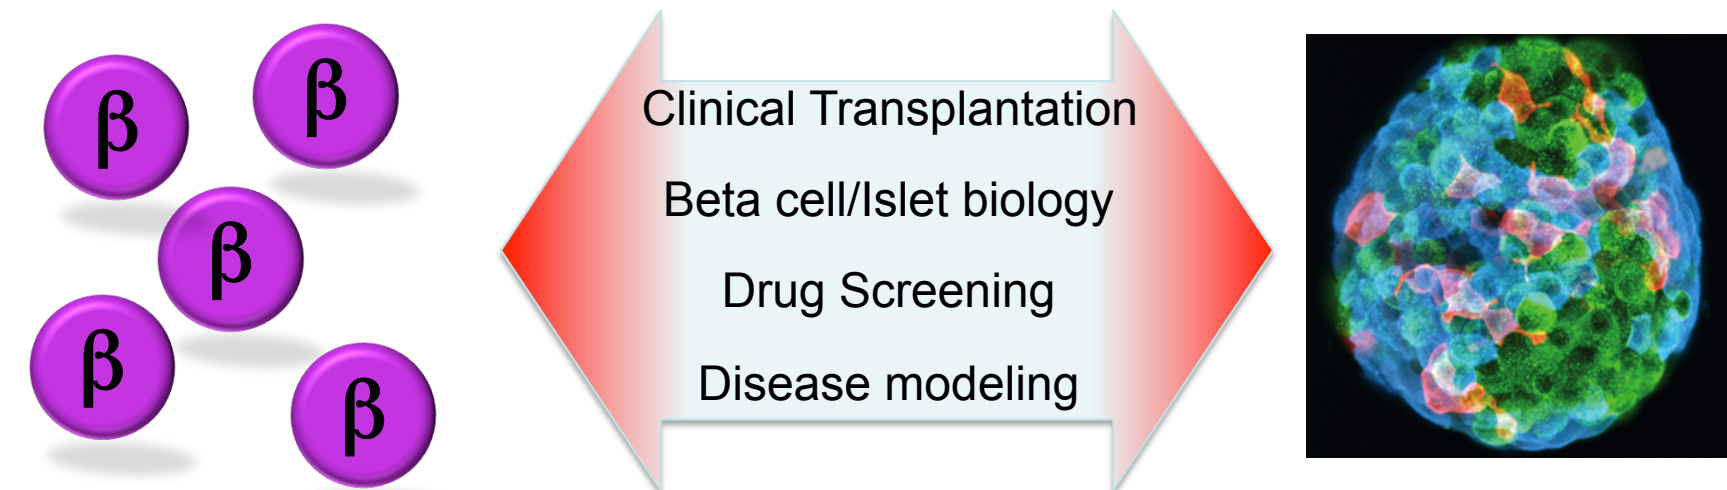 β
β
β
β
β
Clinical Transplantation
Beta cell/Islet biology
Drug Screening
Disease modeling